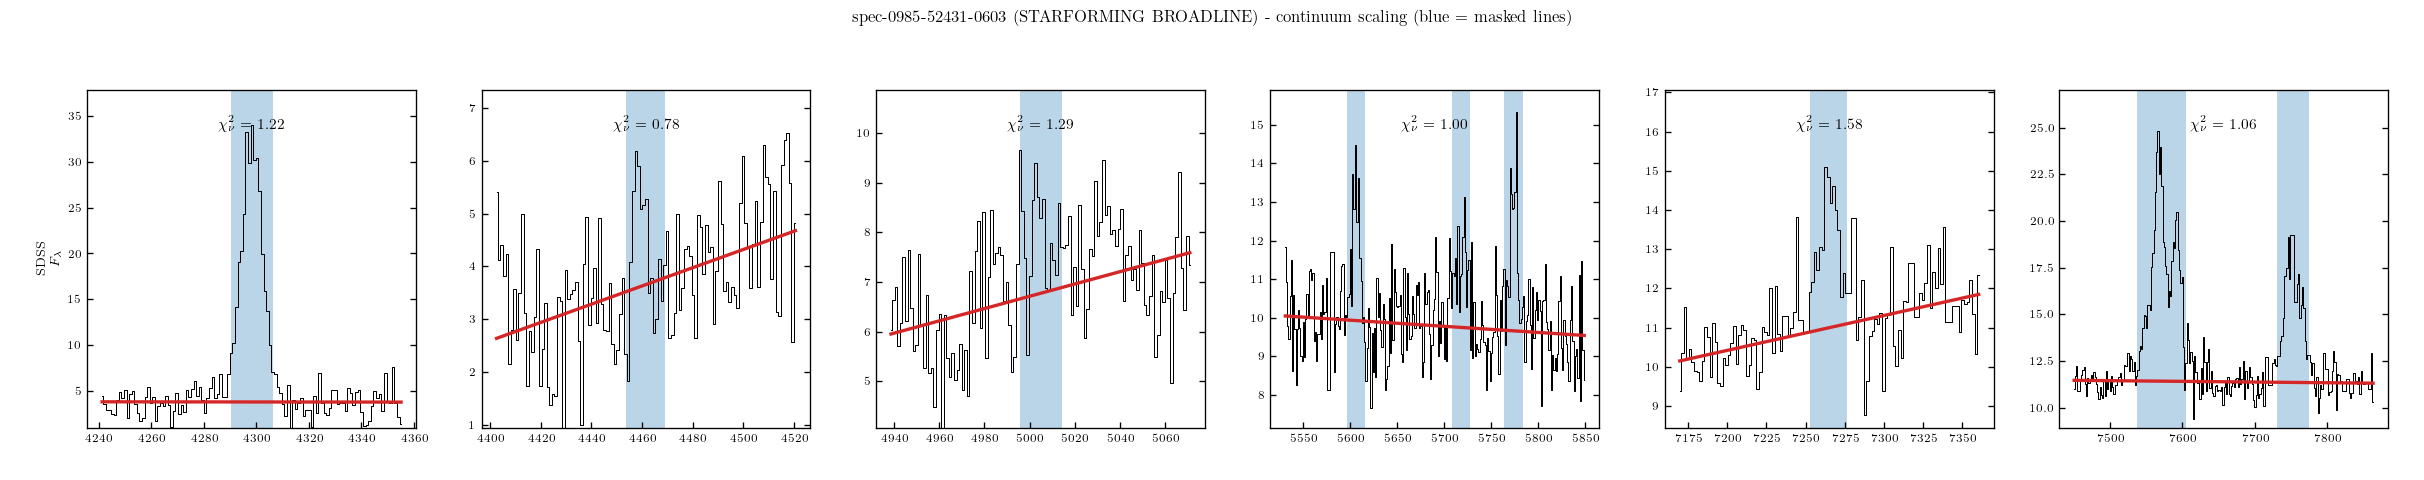 spec-0985-52431-0603 (STARFORMING BROADLINE) - continuum scaling (blue = masked lines)
SDSS
F_λ
χ²_ν = 1.22
35
30
25
20
15
10
5
4240 4260 4280 4300 4320 4340 4360
χ²_ν = 0.78
7
6
5
4
3
2
1
4400 4420 4440 4460 4480 4500 4520
χ²_ν = 1.29
10
9
8
7
6
5
4940 4960 4980 5000 5020 5040 5060
χ²_ν = 1.00
15
14
13
12
11
10
9
8
5550 5600 5650 5700 5750 5800 5850
χ²_ν = 1.58
17
16
15
14
13
12
11
10
9
7175 7200 7225 7250 7275 7300 7325 7350
χ²_ν = 1.06
25.0
22.5
20.0
17.5
15.0
12.5
10.0
7500 7600 7700 7800